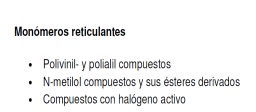 Monómeros reticulantes
• Polivinil- y polialil compuestos
• N-metilol compuestos y sus ésteres derivados
• Compuestos con halógeno activo